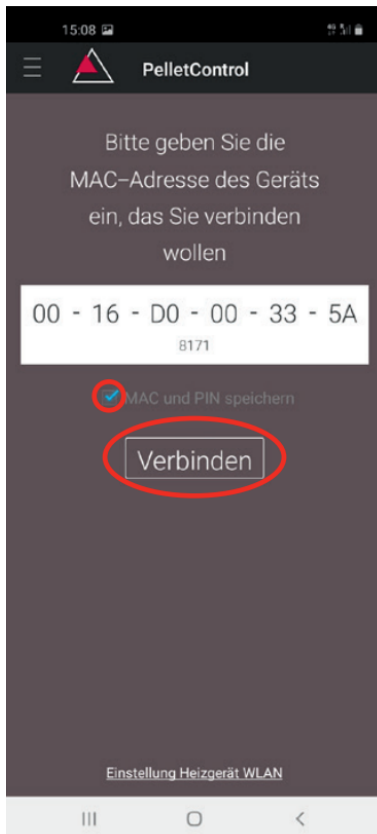 15:08
PelletControl
Bitte geben Sie die
MAC–Adresse des Geräts
ein, das Sie verbinden
wollen
00 - 16 - D0 - 00 - 33 - 5A
8171
MAC und PIN speichern
Verbinden
Einstellung Heizgerät WLAN